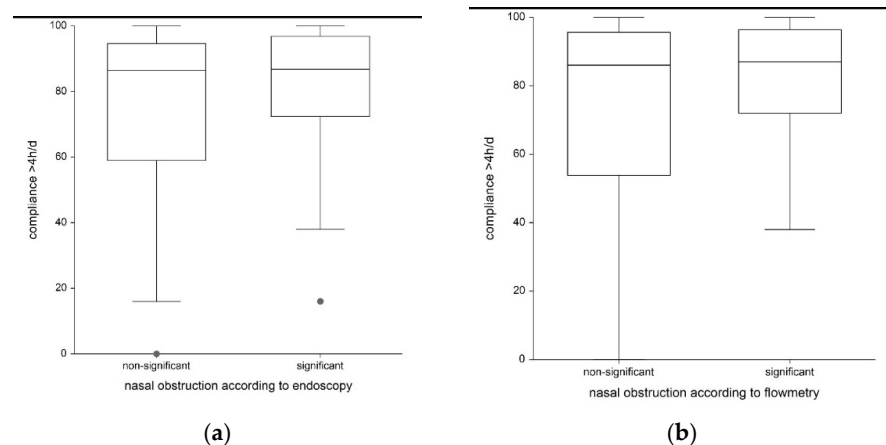 100
80
60
40
20
0
compliance >4h/d
non-significant
significant
nasal obstruction according to endoscopy
(a)
100
80
60
40
20
0
compliance >4h/d
non-significant
significant
nasal obstruction according to flowmetry
(b)